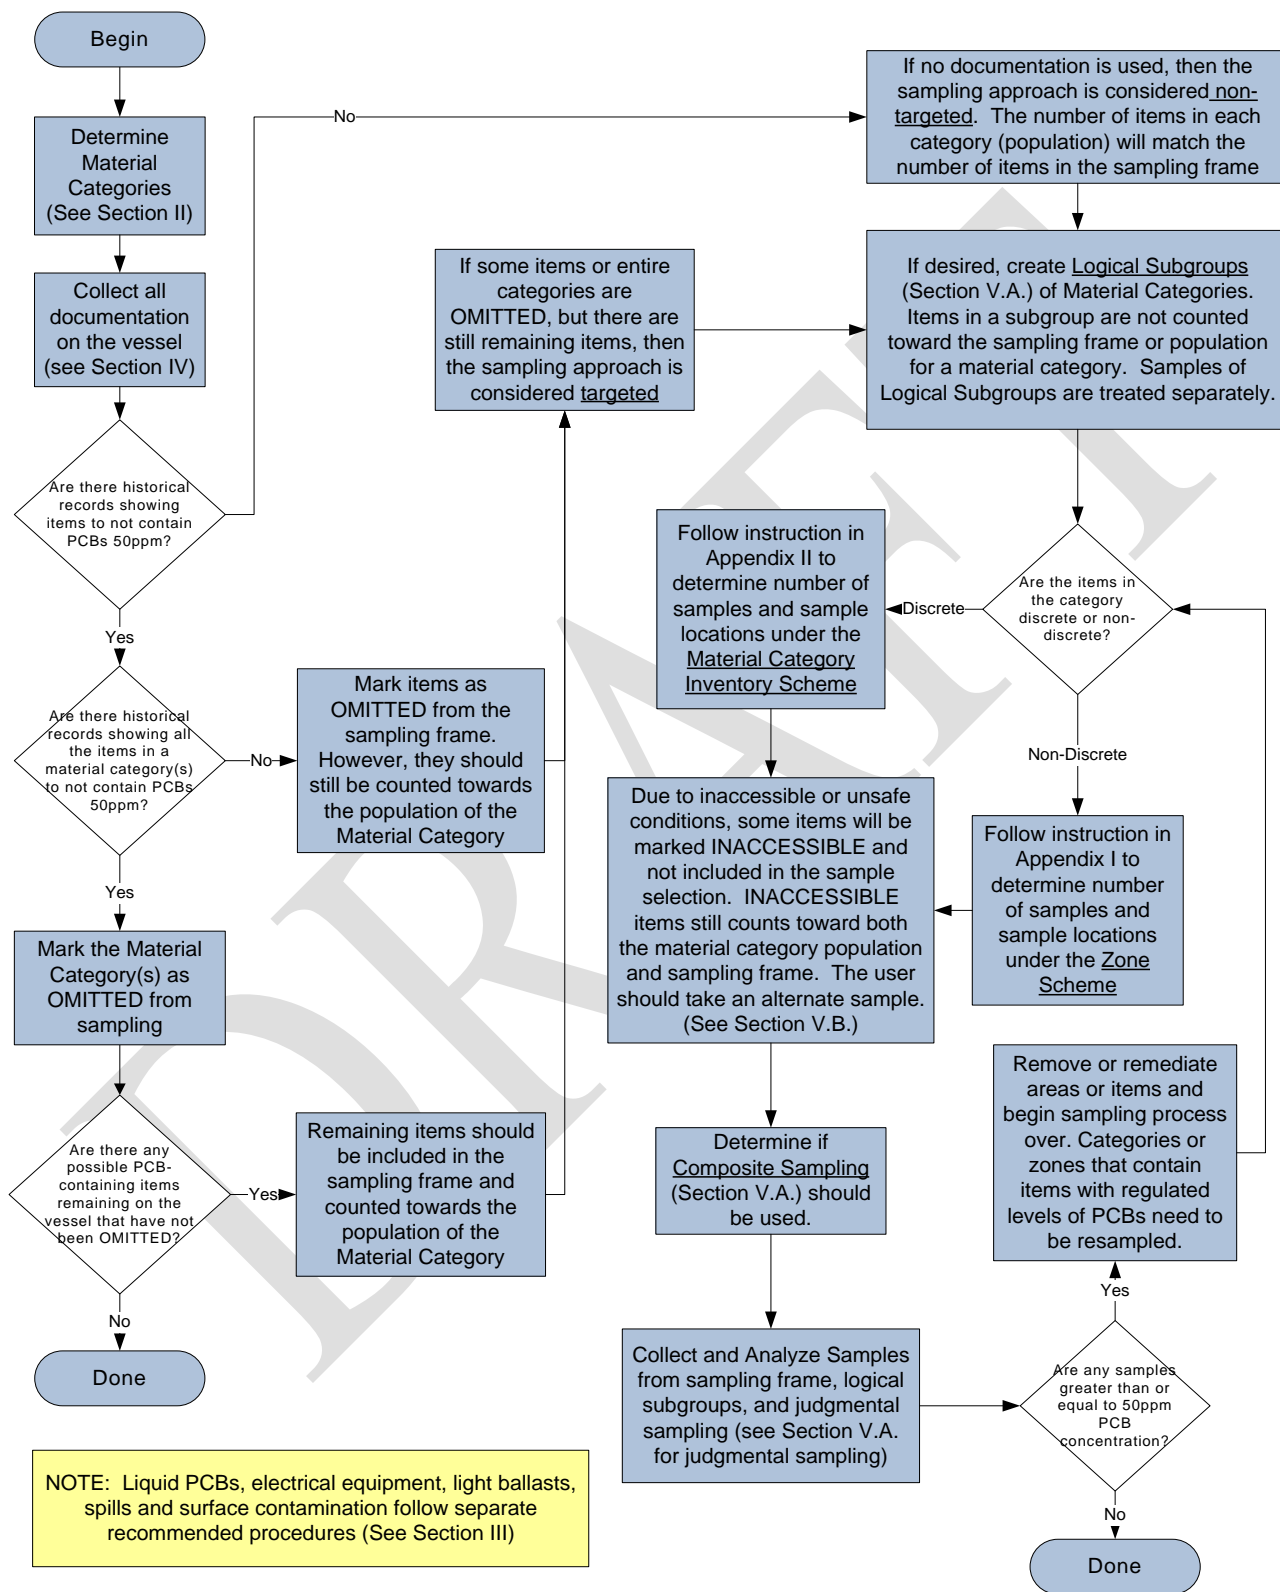 Begin
Determine
Material
Categories
(See Section II)
Collect all
documentation
on the vessel
(see Section IV)
Are there historical
records showing
items to not contain
PCBs 50ppm?
No
Yes
Are there historical
records showing all
the items in a
material category(s)
to not contain PCBs
50ppm?
No
Yes
Mark items as
OMITTED from the
sampling frame.
However, they should
still be counted towards
the population of the
Material Category
Mark the Material
Category(s) as
OMITTED from
sampling
Are there any
possible PCB-
containing items
remaining on the
vessel that have not
been OMITTED?
Yes
No
Remaining items should
be included in the
sampling frame and
counted towards the
population of the
Material Category
Done
If some items or entire
categories are
OMITTED, but there are
still remaining items, then
the sampling approach is
considered targeted
If no documentation is used, then the
sampling approach is considered non-
targeted.  The number of items in each
category (population) will match the
number of items in the sampling frame
If desired, create Logical Subgroups
(Section V.A.) of Material Categories.
Items in a subgroup are not counted
toward the sampling frame or population
for a material category.  Samples of
Logical Subgroups are treated separately.
Are the items in
the category
discrete or non-
discrete?
Discrete
Non-Discrete
Follow instruction in
Appendix II to
determine number of
samples and sample
locations under the
Material Category
Inventory Scheme
Follow instruction in
Appendix I to
determine number
of samples and
sample locations
under the Zone
Scheme
Due to inaccessible or unsafe
conditions, some items will be
marked INACCESSIBLE and
not included in the sample
selection.  INACCESSIBLE
items still counts toward both
the material category population
and sampling frame.  The user
should take an alternate sample.
(See Section V.B.)
Determine if
Composite Sampling
(Section V.A.) should
be used.
Collect and Analyze Samples
from sampling frame, logical
subgroups, and judgmental
sampling (see Section V.A.
for judgmental sampling)
Are any samples
greater than or
equal to 50ppm
PCB
concentration?
Yes
No
Remove or remediate
areas or items and
begin sampling process
over. Categories or
zones that contain
items with regulated
levels of PCBs need to
be resampled.
Done
NOTE:  Liquid PCBs, electrical equipment, light ballasts,
spills and surface contamination follow separate
recommended procedures (See Section III)
DRAFT